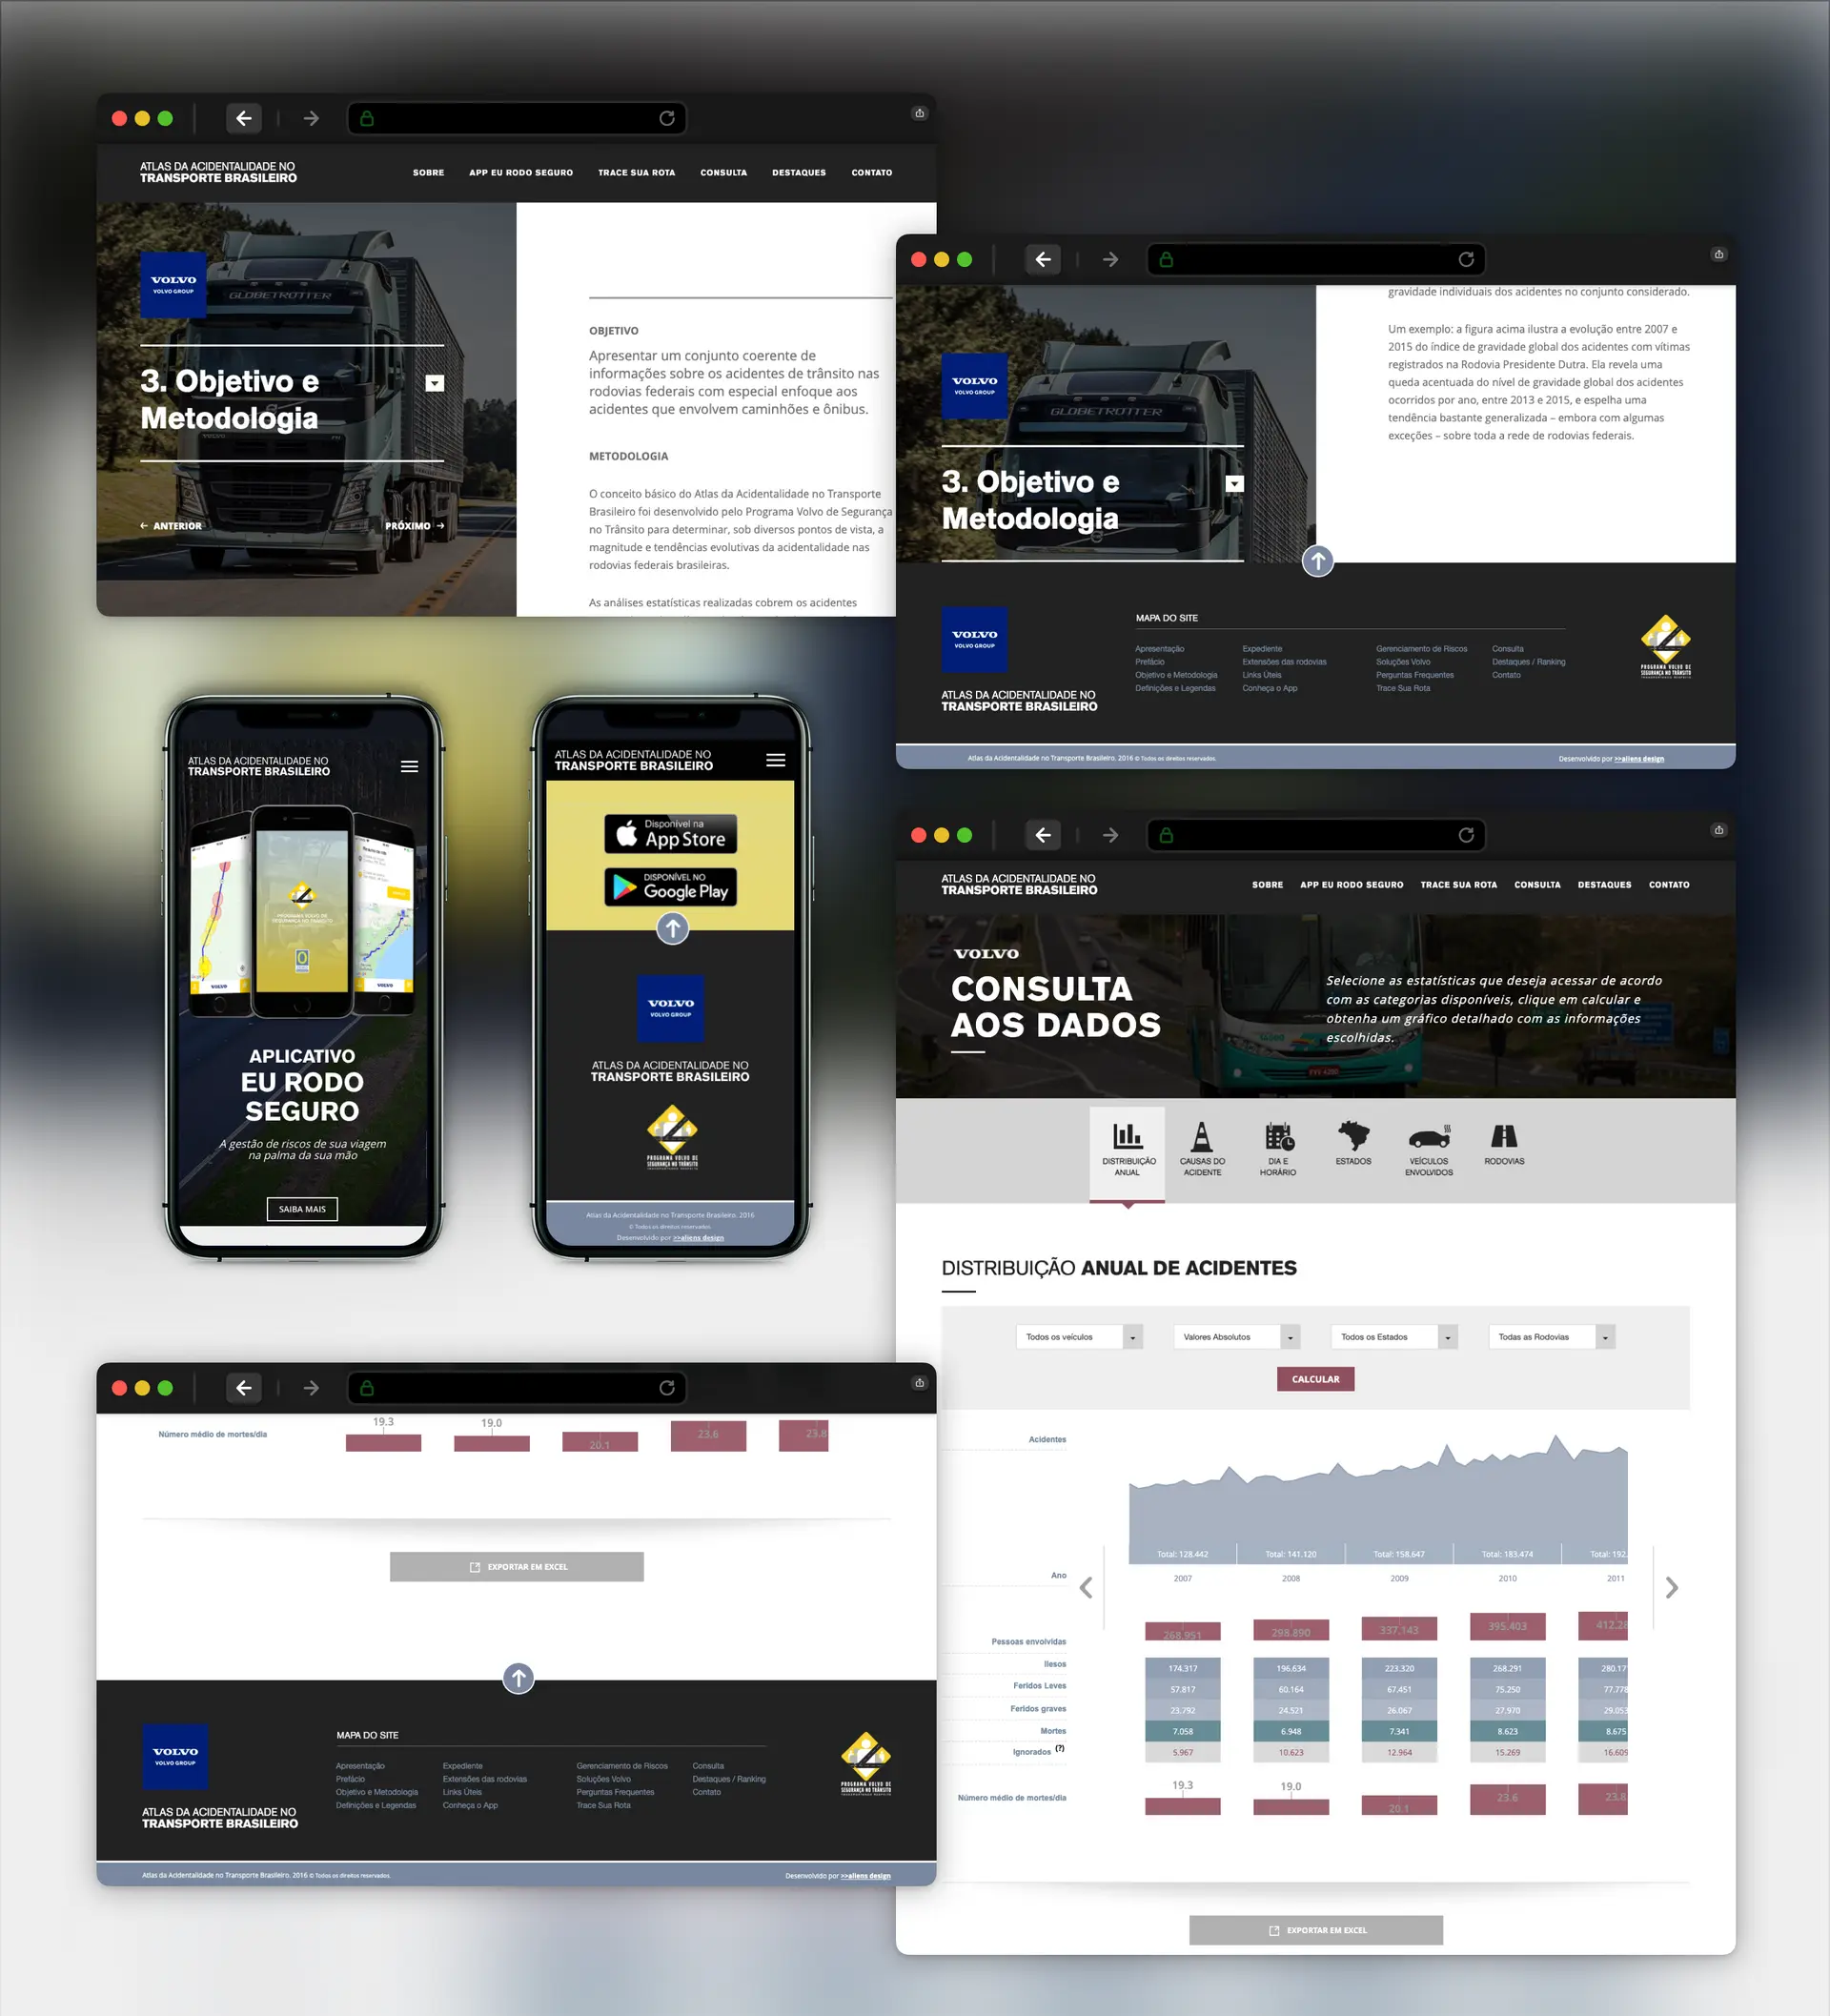 ATLAS DA ACIDENTALIDADE NO
TRANSPORTE BRASILEIRO
SOBRE
APP EU RODO SEGURO
TRACE SUA ROTA
CONSULTA
DESTAQUES
CONTATO
VOLVO
VOLVO GROUP
GLOBETROTTER
3. Objetivo e
Metodologia
← ANTERIOR
PRÓXIMO →
OBJETIVO
Apresentar um conjunto coerente de
informações sobre os acidentes de trânsito nas
rodovias federais com especial enfoque aos
acidentes que envolvem caminhões e ônibus.
METODOLOGIA
O conceito básico do Atlas da Acidentalidade no Transporte
Brasileiro foi desenvolvido pelo Programa Volvo de Segurança
no Trânsito para determinar, sob diversos pontos de vista, a
magnitude e tendências evolutivas da acidentalidade nas
rodovias federais brasileiras.
As análises estatísticas realizadas cobrem os acidentes
gravidade individuais dos acidentes no conjunto considerado.
Um exemplo: a figura acima ilustra a evolução entre 2007 e
2015 do índice de gravidade global dos acidentes com vítimas
registrados na Rodovia Presidente Dutra. Ela revela uma
queda acentuada do nível de gravidade global dos acidentes
ocorridos por ano, entre 2013 e 2015, e espelha uma
tendência bastante generalizada – embora com algumas
exceções – sobre toda a rede de rodovias federais.
VOLVO
VOLVO GROUP
GLOBETROTTER
3. Objetivo e
Metodologia
VOLVO
VOLVO GROUP
ATLAS DA ACIDENTALIDADE NO
TRANSPORTE BRASILEIRO
MAPA DO SITE
Apresentação
Prefácio
Objetivo e Metodologia
Definições e Legendas
Expediente
Extensões das rodovias
Links Úteis
Conheça o App
Gerenciamento de Riscos
Soluções Volvo
Perguntas Frequentes
Trace Sua Rota
Consulta
Destaques / Ranking
Contato
PROGRAMA VOLVO DE
SEGURANÇA NO TRÂNSITO
Atlas da Acidentalidade no Transporte Brasileiro. 2016 © Todos os direitos reservados.
Desenvolvido por >>aliens design
ATLAS DA ACIDENTALIDADE NO
TRANSPORTE BRASILEIRO
PROGRAMA VOLVO DE
SEGURANÇA NO TRÂNSITO
VOLVO
VOLVO
APLICATIVO
EU RODO
SEGURO
A gestão de riscos de sua viagem
na palma da sua mão
SAIBA MAIS
ATLAS DA ACIDENTALIDADE NO
TRANSPORTE BRASILEIRO
Disponível na
App Store
DISPONÍVEL NO
Google Play
VOLVO
VOLVO GROUP
ATLAS DA ACIDENTALIDADE NO
TRANSPORTE BRASILEIRO
PROGRAMA VOLVO DE
SEGURANÇA NO TRÂNSITO
Atlas da Acidentalidade no Transporte Brasileiro. 2016
© Todos os direitos reservados.
Desenvolvido por >>aliens design
ATLAS DA ACIDENTALIDADE NO
TRANSPORTE BRASILEIRO
SOBRE
APP EU RODO SEGURO
TRACE SUA ROTA
CONSULTA
DESTAQUES
CONTATO
VOLVO
CONSULTA
AOS DADOS
Selecione as estatísticas que deseja acessar de acordo
com as categorias disponíveis, clique em calcular e
obtenha um gráfico detalhado com as informações
escolhidas.
DISTRIBUIÇÃO
ANUAL
CAUSAS DO
ACIDENTE
DIA E
HORÁRIO
ESTADOS
VEÍCULOS
ENVOLVIDOS
RODOVIAS
DISTRIBUIÇÃO ANUAL DE ACIDENTES
Todos os veículos
Valores Absolutos
Todos os Estados
Todas as Rodovias
CALCULAR
Acidentes
Total: 128.442
Total: 141.120
Total: 158.647
Total: 183.474
Total: 192.
Ano
2007
2008
2009
2010
2011
Pessoas envolvidas
268.951
298.890
337.143
395.403
412.28
Ilesos
174.317
196.634
223.320
268.291
280.17
Feridos Leves
57.817
60.164
67.451
75.250
77.778
Feridos graves
23.792
24.521
26.067
27.970
29.053
Mortes
7.058
6.948
7.341
8.623
8.675
Ignorados (?)
5.967
10.623
12.964
15.269
16.609
Número médio de mortes/dia
19.3
19.0
20.1
23.6
23.8
EXPORTAR EM EXCEL
Número médio de mortes/dia
19.3
19.0
20.1
23.6
23.8
EXPORTAR EM EXCEL
VOLVO
VOLVO GROUP
ATLAS DA ACIDENTALIDADE NO
TRANSPORTE BRASILEIRO
MAPA DO SITE
Apresentação
Prefácio
Objetivo e Metodologia
Definições e Legendas
Expediente
Extensões das rodovias
Links Úteis
Conheça o App
Gerenciamento de Riscos
Soluções Volvo
Perguntas Frequentes
Trace Sua Rota
Consulta
Destaques / Ranking
Contato
PROGRAMA VOLVO DE
SEGURANÇA NO TRÂNSITO
Atlas da Acidentalidade no Transporte Brasileiro. 2016 © Todos os direitos reservados.
Desenvolvido por >>aliens design